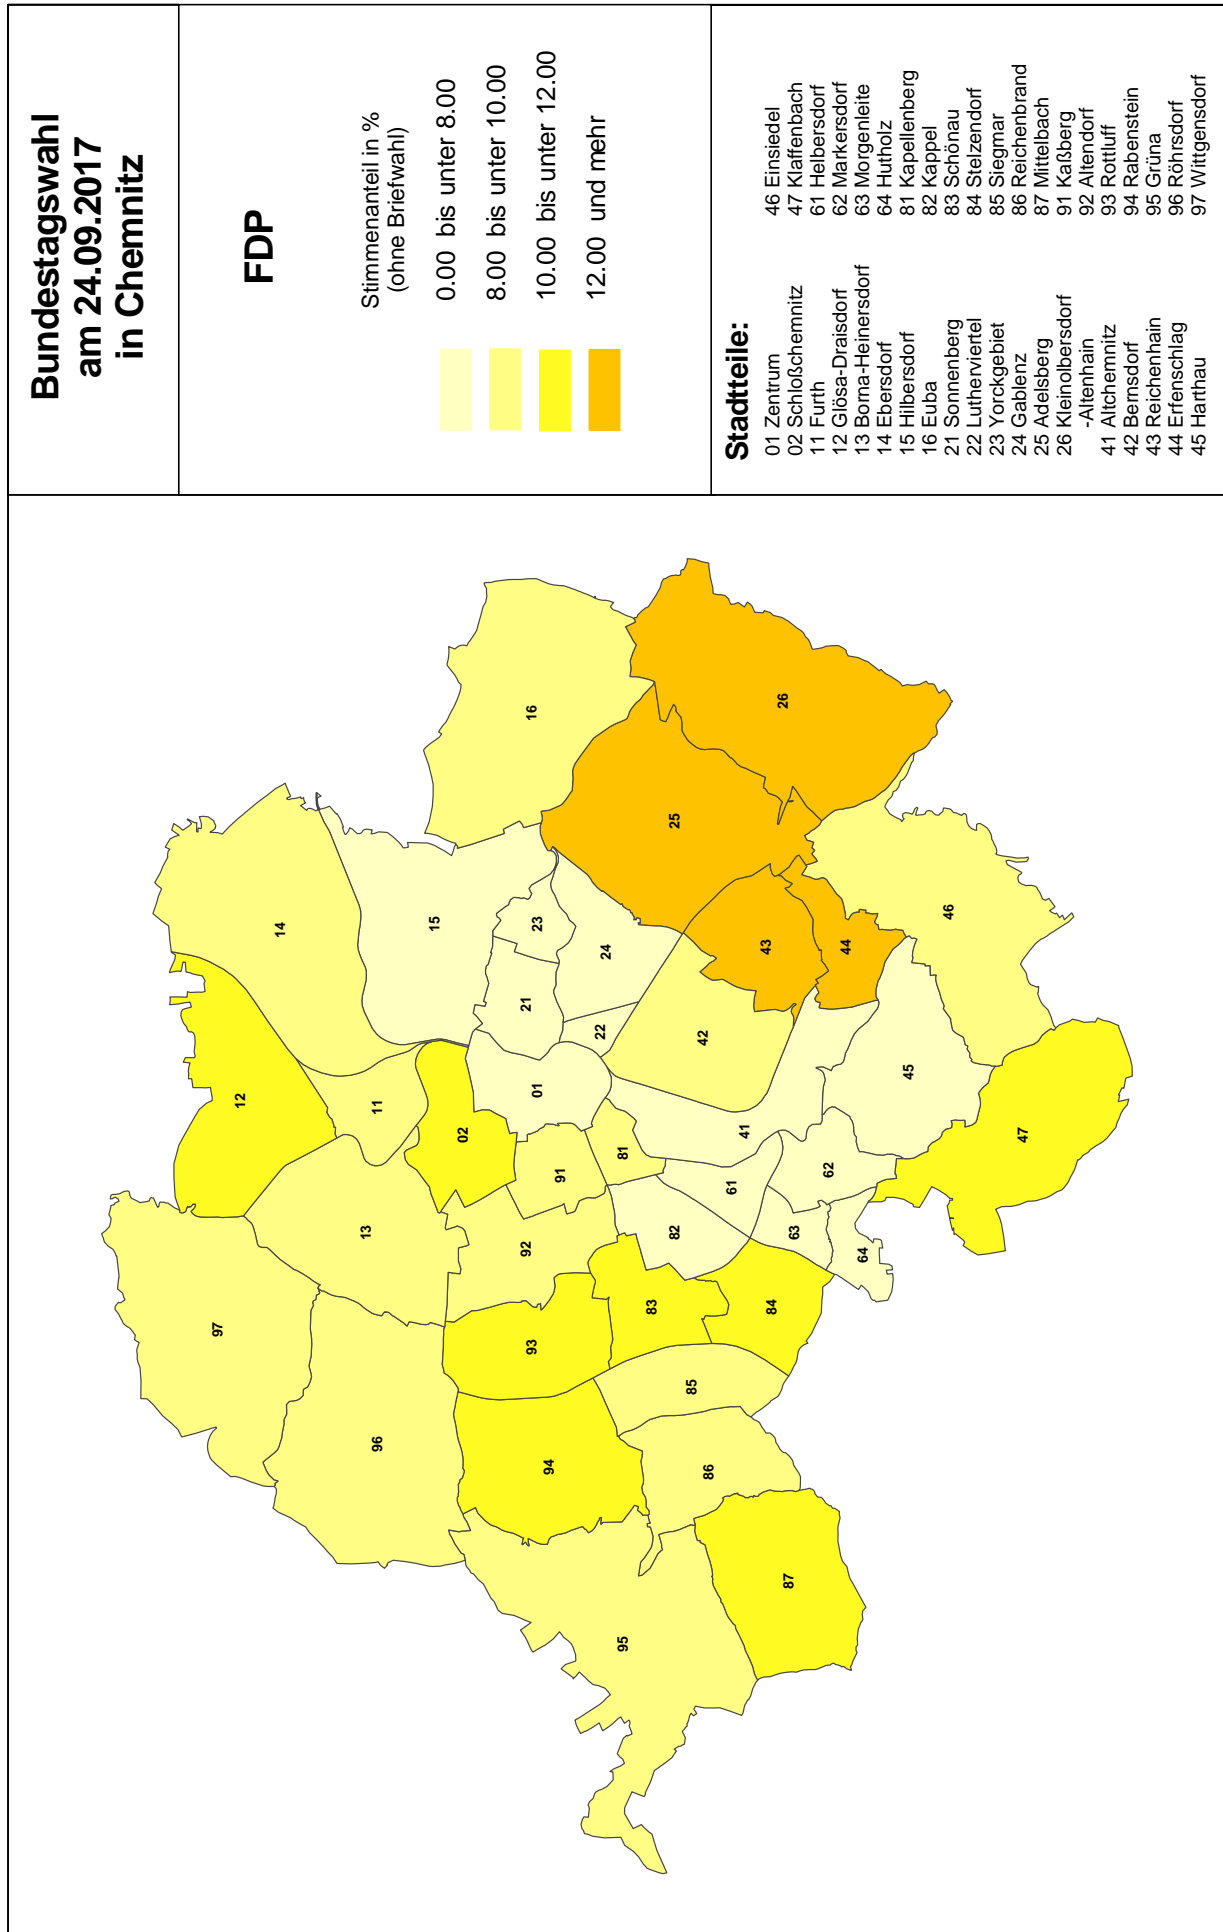 Bundestagswahl
am 24.09.2017
in Chemnitz
FDP
Stimmenanteil in %
(ohne Briefwahl)
0.00 bis unter 8.00
8.00 bis unter 10.00
10.00 bis unter 12.00
12.00 und mehr
Stadtteile:
01 Zentrum
02 Schloßchemnitz
11 Furth
12 Glösa-Draisdorf
13 Borna-Heinersdorf
14 Ebersdorf
15 Hilbersdorf
16 Euba
21 Sonnenberg
22 Lutherviertel
23 Yorckgebiet
24 Gablenz
25 Adelsberg
26 Kleinolbersdorf
-Altenhain
41 Altchemnitz
42 Bernsdorf
43 Reichenhain
44 Erfenschlag
45 Harthau
46 Einsiedel
47 Klaffenbach
61 Helbersdorf
62 Markersdorf
63 Morgenleite
64 Hutholz
81 Kapellenberg
82 Kappel
83 Schönau
84 Stelzendorf
85 Siegmar
86 Reichenbrand
87 Mittelbach
91 Kaßberg
92 Altendorf
93 Rottluff
94 Rabenstein
95 Grüna
96 Röhrsdorf
97 Wittgensdorf
97
12
14
13
96
11
15
02
16
92
93
94
91
01
21
23
22
24
95
81
83
82
25
85
42
86
61
41
43
26
84
87
63
62
44
64
45
46
47